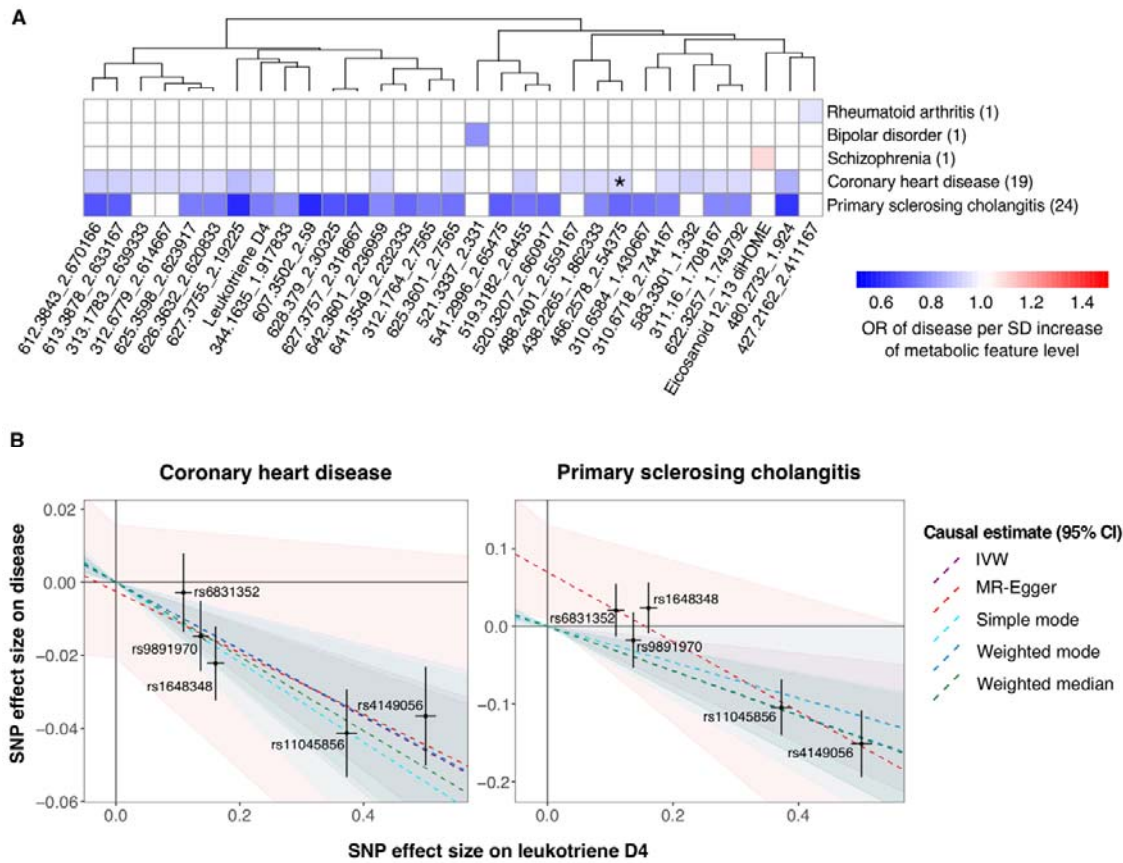 A
Rheumatoid arthritis (1)
Bipolar disorder (1)
Schizophrenia (1)
Coronary heart disease (19)
*
Primary sclerosing cholangitis (24)
612.3843_2.670166
613.3878_2.633167
313.1783_2.639333
312.6779_2.614667
625.3598_2.623917
626.3632_2.620833
627.3755_2.19225
Leukotriene D4
344.1635_1.917833
607.3502_2.59
628.379_2.30325
627.3757_2.318667
642.3601_2.236959
641.3549_2.232333
312.1764_2.7565
625.3601_2.7565
521.3337_2.331
541.2996_2.65475
519.3182_2.6455
520.3207_2.660917
488.2401_2.559167
438.2265_1.862333
466.2578_2.54375
310.6584_1.430667
310.6718_2.744167
583.3301_1.332
311.16_1.708167
622.3257_1.749792
Eicosanoid 12,13 diHOME
480.2732_1.924
427.2162_2.411167
0.6 0.8 1.0 1.2 1.4
OR of disease per SD increase
of metabolic feature level
B
Coronary heart disease
Primary sclerosing cholangitis
SNP effect size on disease
0.02
0.00
−0.02
−0.04
−0.06
rs6831352
rs9891970
rs1648348
rs11045856
rs4149056
0.0 0.2 0.4
0.1
0.0
−0.1
−0.2
rs6831352
rs1648348
rs9891970
rs11045856
rs4149056
0.0 0.2 0.4
SNP effect size on leukotriene D4
Causal estimate (95% CI)
IVW
MR-Egger
Simple mode
Weighted mode
Weighted median